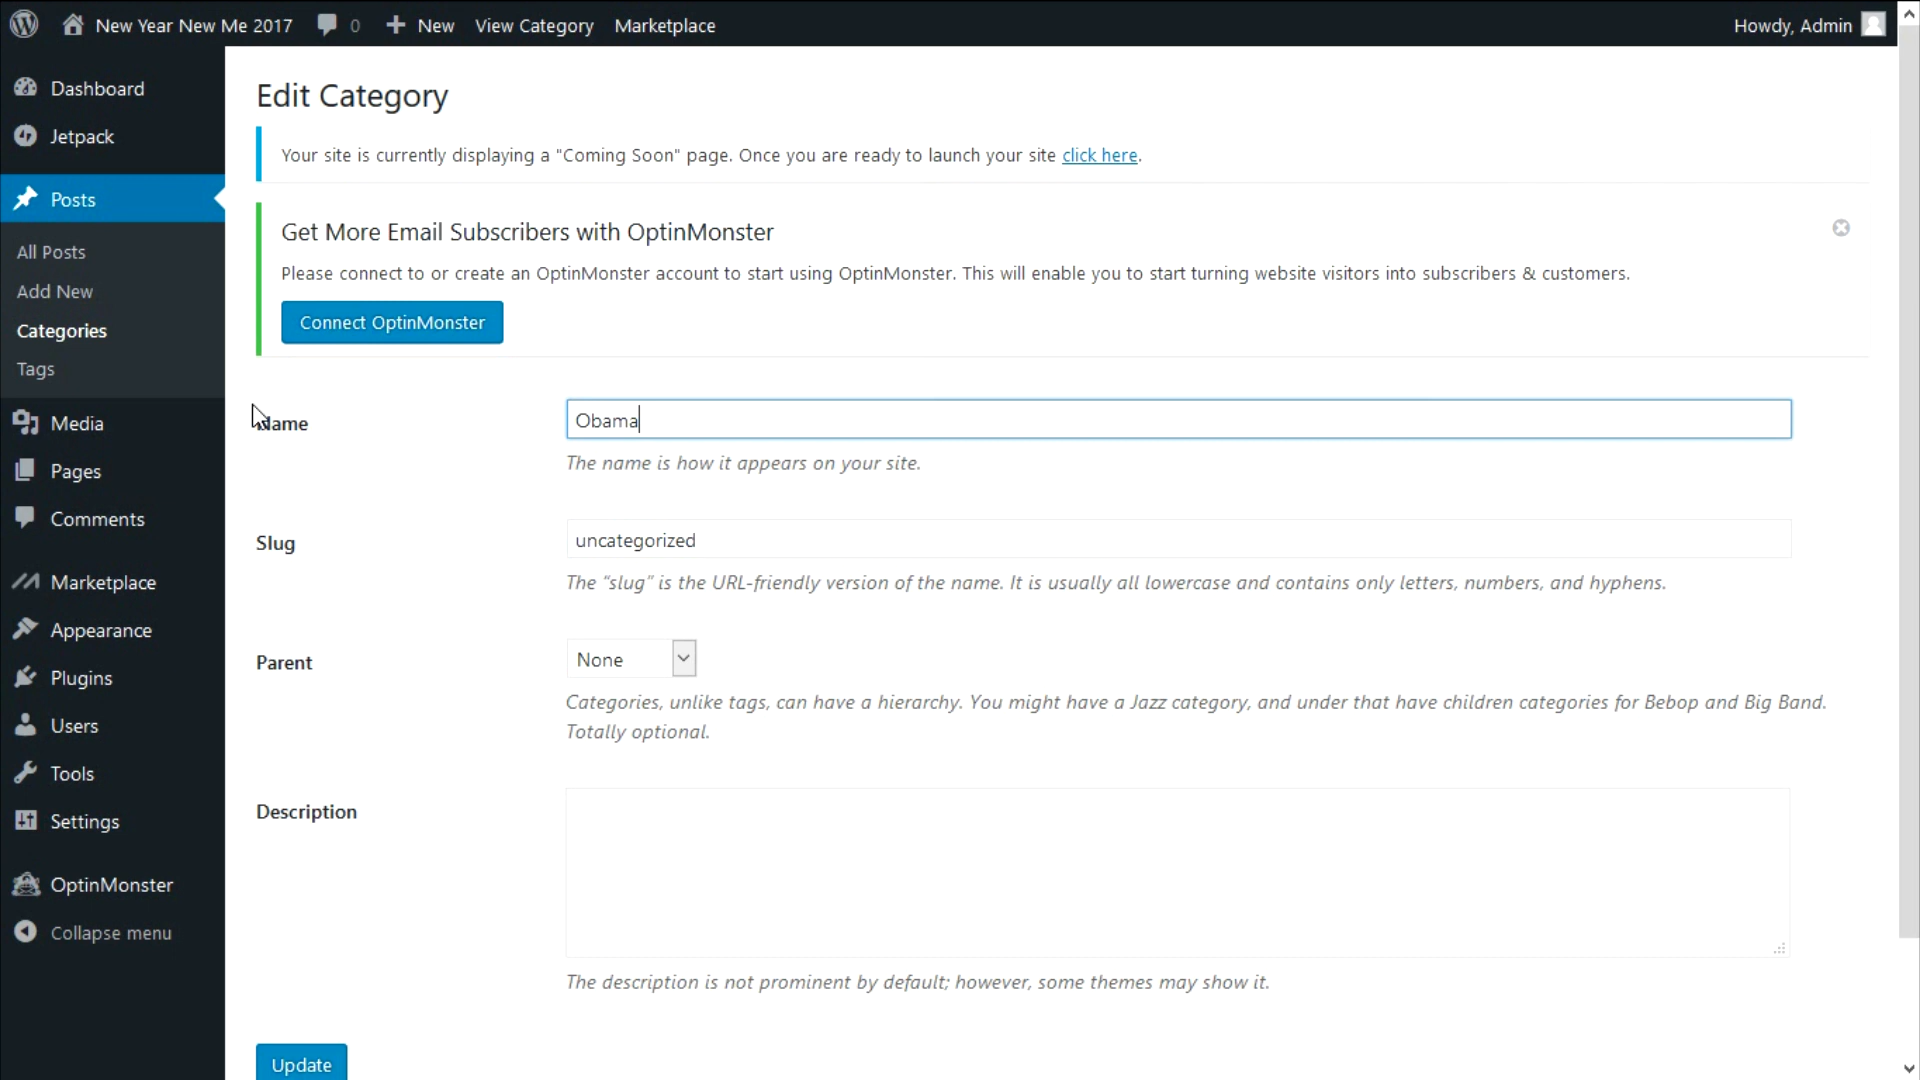 New Year New Me 2017
0
New
View Category
Marketplace
Howdy, Admin
Dashboard
Jetpack
Posts
All Posts
Add New
Categories
Tags
Media
Pages
Comments
Marketplace
Appearance
Plugins
Users
Tools
Settings
OptinMonster
Collapse menu
Edit Category
Your site is currently displaying a "Coming Soon" page. Once you are ready to launch your site click here.
Get More Email Subscribers with OptinMonster
Please connect to or create an OptinMonster account to start using OptinMonster. This will enable you to start turning website visitors into subscribers & customers.
Connect OptinMonster
Name
Obama
The name is how it appears on your site.
Slug
uncategorized
The “slug” is the URL-friendly version of the name. It is usually all lowercase and contains only letters, numbers, and hyphens.
Parent
None
Categories, unlike tags, can have a hierarchy. You might have a Jazz category, and under that have children categories for Bebop and Big Band.
Totally optional.
Description
The description is not prominent by default; however, some themes may show it.
Update